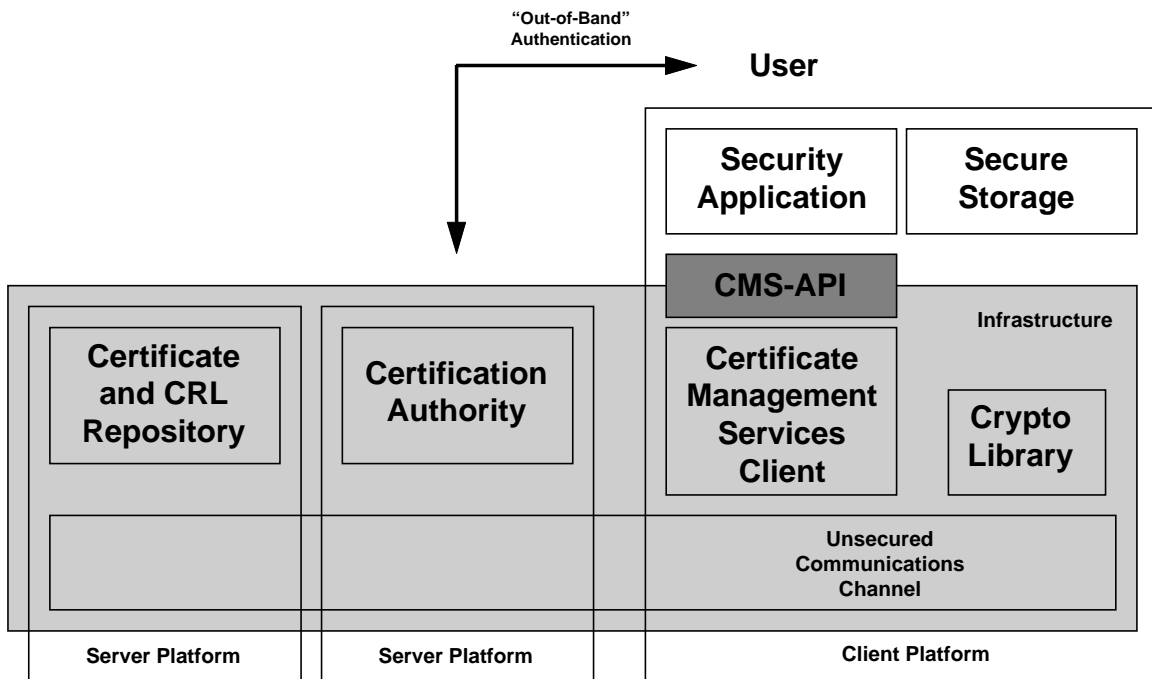 “Out-of-Band”
Authentication
User
Security
Application
Secure
Storage
CMS-API
Infrastructure
Certificate
and CRL
Repository
Certification
Authority
Certificate
Management
Services
Client
Crypto
Library
Unsecured
Communications
Channel
Server Platform
Server Platform
Client Platform